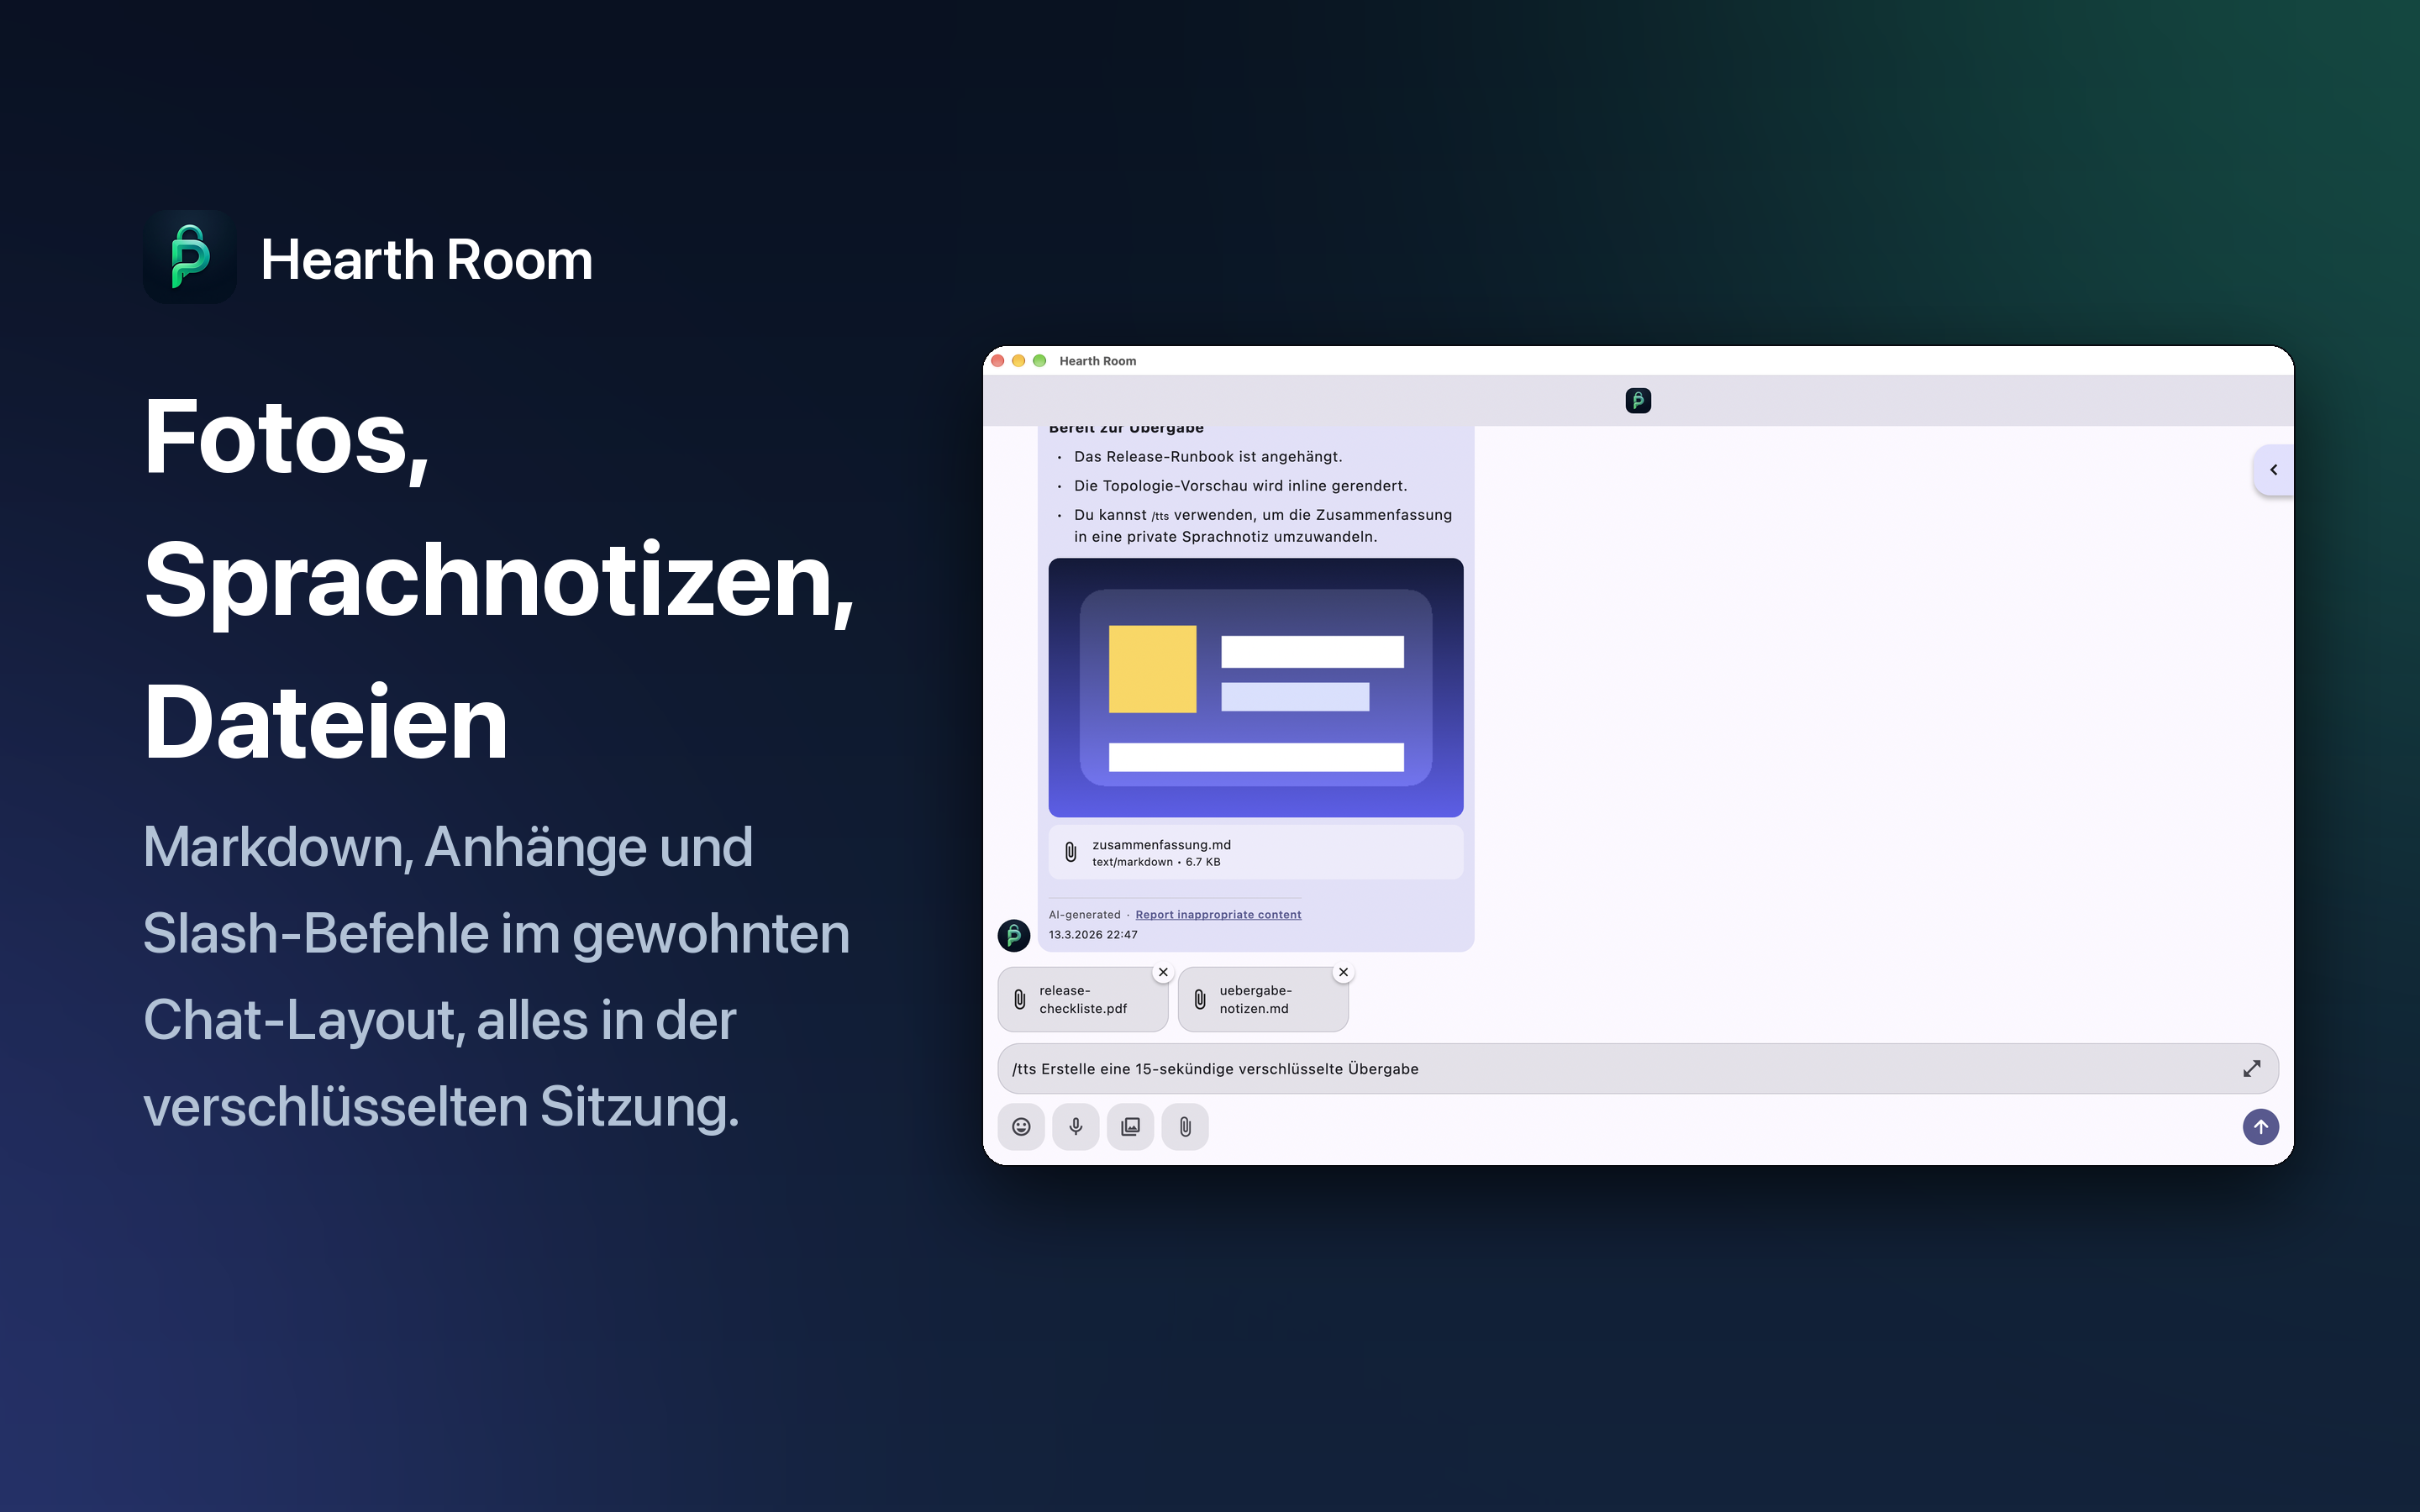 Hearth Room
Fotos,
Sprachnotizen,
Dateien
Markdown, Anhänge und
Slash-Befehle im gewohnten
Chat-Layout, alles in der
verschlüsselten Sitzung.
Hearth Room
Bereit zur Übergabe
• Das Release-Runbook ist angehängt.
• Die Topologie-Vorschau wird inline gerendert.
• Du kannst /tts verwenden, um die Zusammenfassung
in eine private Sprachnotiz umzuwandeln.
zusammenfassung.md
text/markdown • 6.7 KB
AI-generated · Report inappropriate content
13.3.2026 22:47
release-
checkliste.pdf
uebergabe-
notizen.md
/tts Erstelle eine 15-sekündige verschlüsselte Übergabe